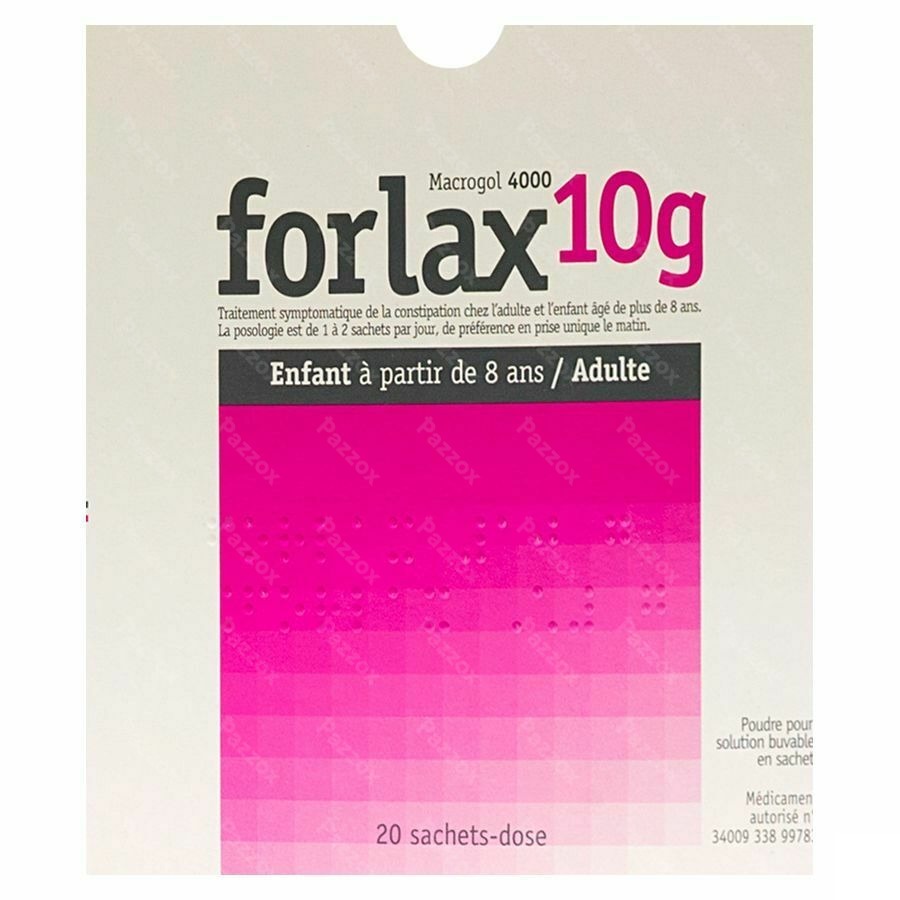 Macrogol 4000
forlax 10g
Traitement symptomatique de la constipation chez l'adulte et l'enfant âgé de plus de 8 ans.
La posologie est de 1 à 2 sachets par jour, de préférence en prise unique le matin.
Enfant à partir de 8 ans / Adulte
pazzox
20 sachets-dose
Poudre pour
solution buvable
en sachet
Médicamen
autorisé n°
34009 338 9978